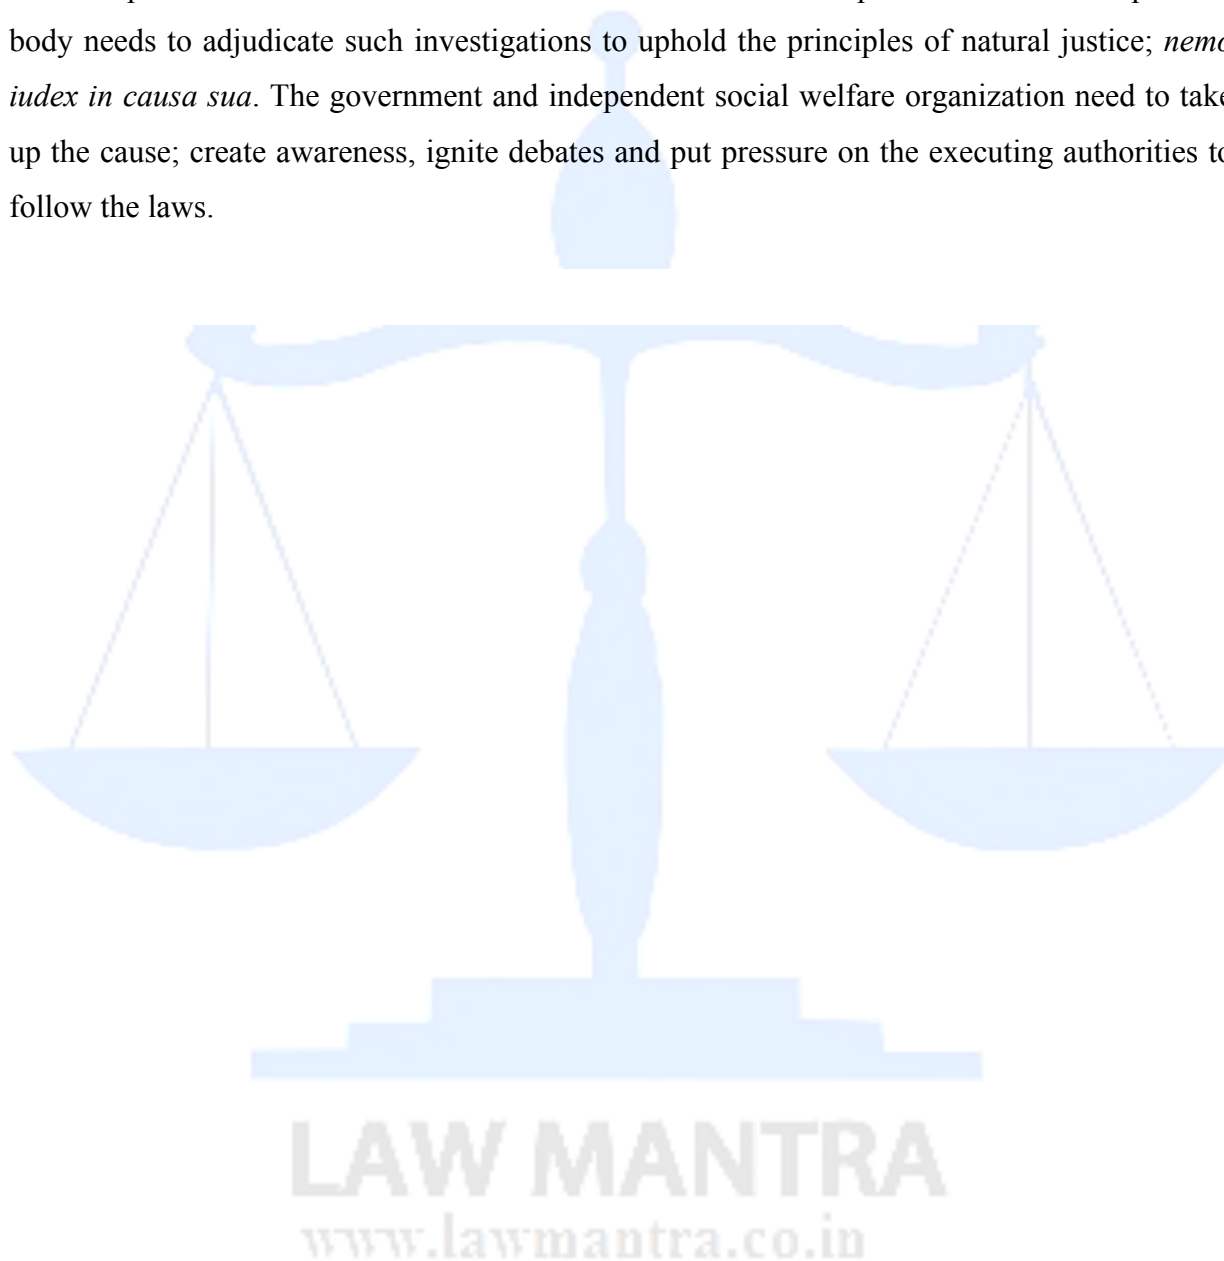 body needs to adjudicate such investigations to uphold the principles of natural justice; nemo
iudex in causa sua. The government and independent social welfare organization need to take
up the cause; create awareness, ignite debates and put pressure on the executing authorities to
follow the laws.
LAW MANTRA
www.lawmantra.co.in